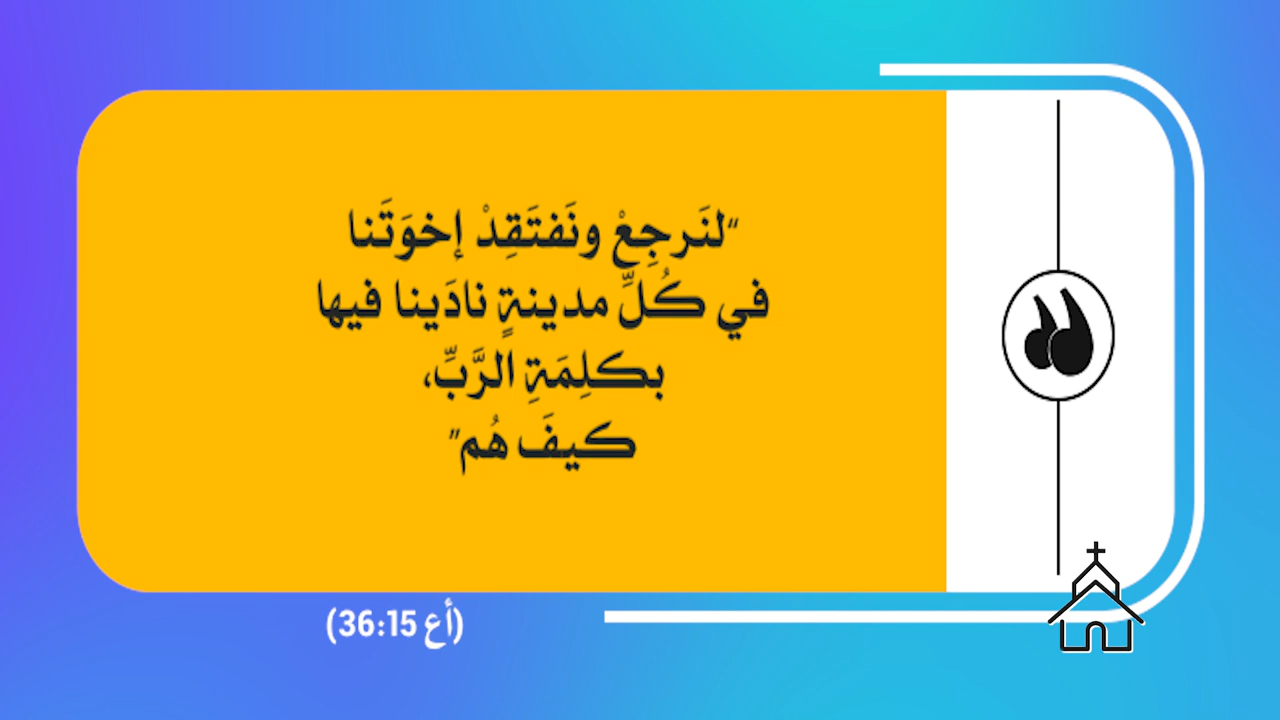 "لنَرجِعْ ونَفتَقِدْ إخوَتَنا
في كُلِّ مدينةٍ نادَينا فيها
بكلِمَةِ الرَّبِّ،
كيفَ هُم"
(أع 36:15)